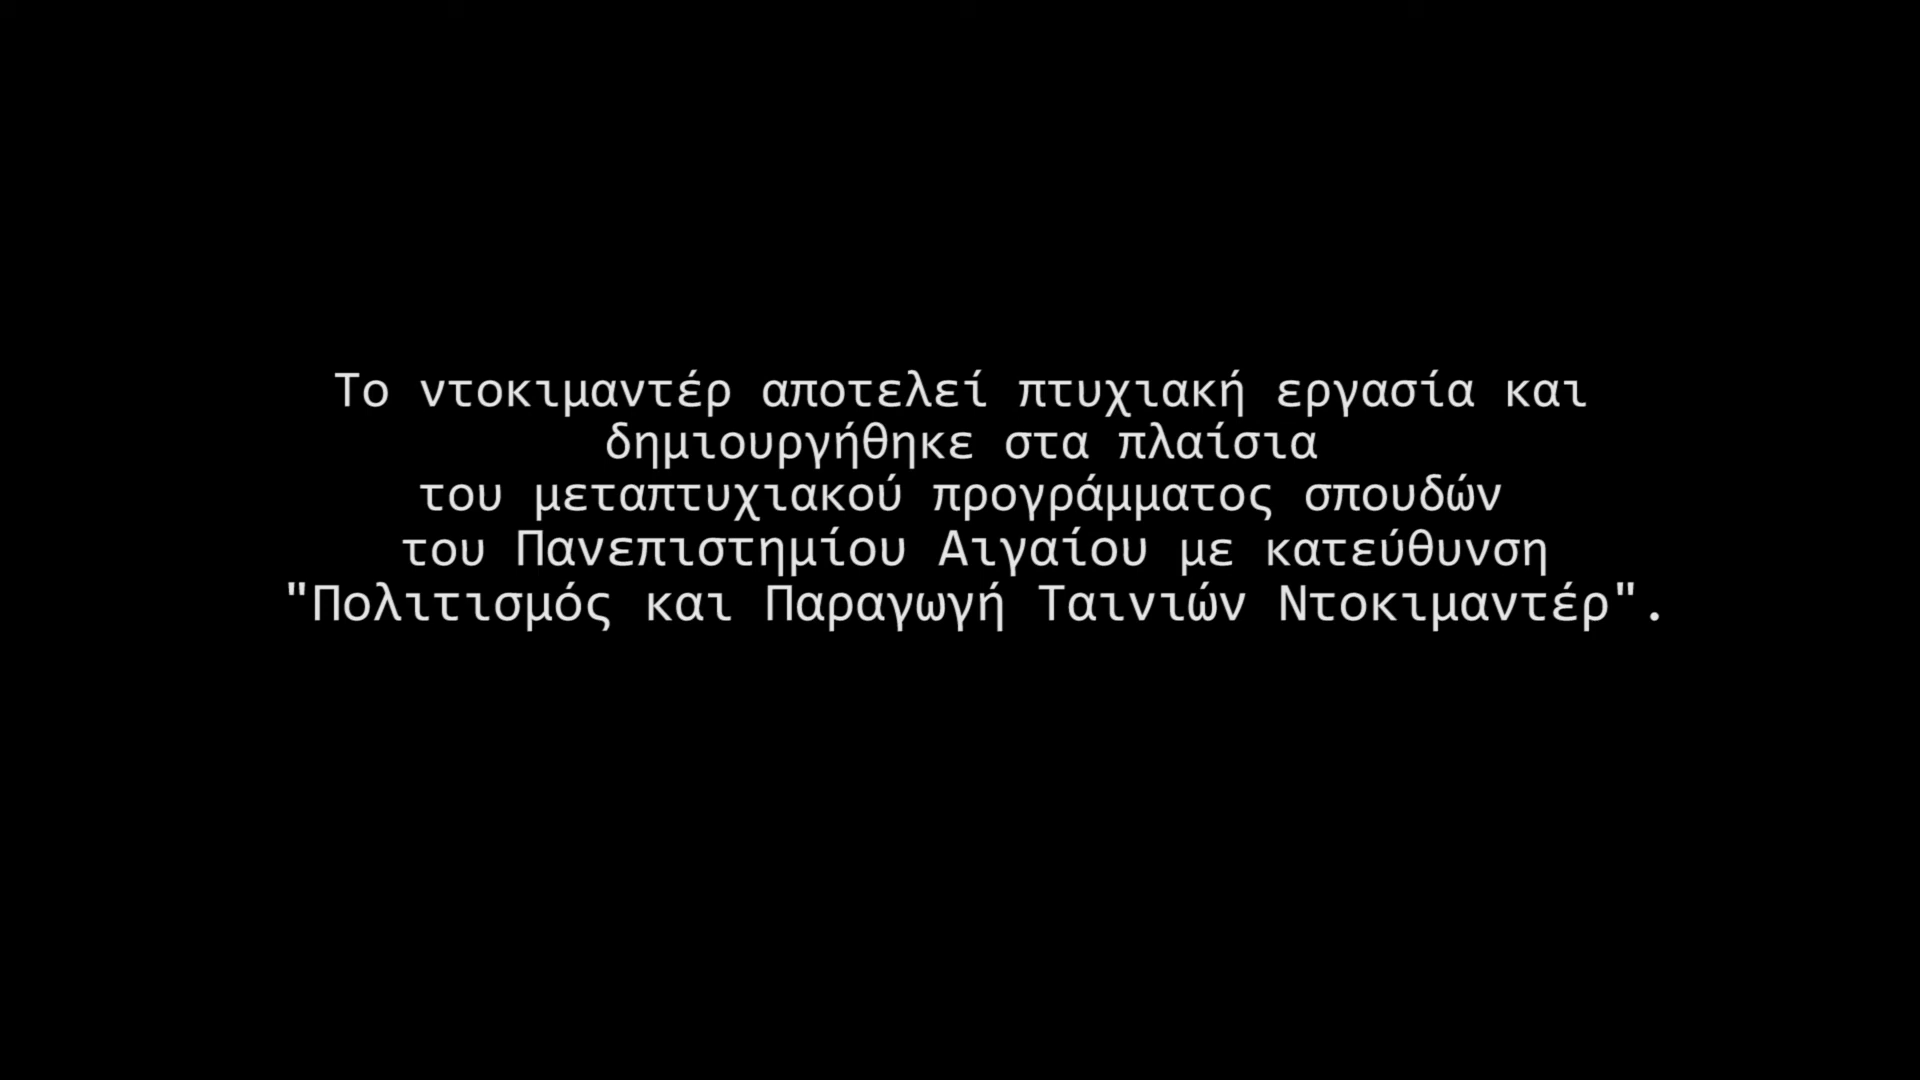 Το ντοκιμαντέρ αποτελεί πτυχιακή εργασία και
δημιουργήθηκε στα πλαίσια
του μεταπτυχιακού προγράμματος σπουδών
του Πανεπιστημίου Αιγαίου με κατεύθυνση
"Πολιτισμός και Παραγωγή Ταινιών Ντοκιμαντέρ".